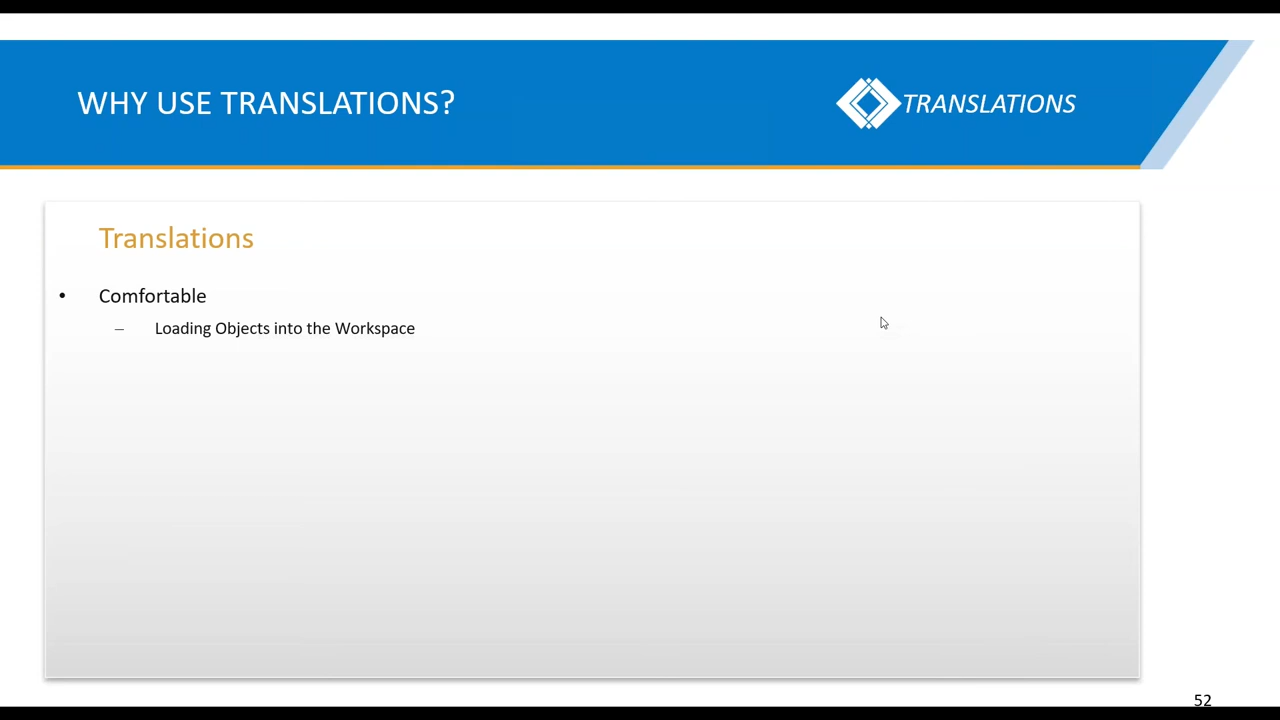 WHY USE TRANSLATIONS?
TRANSLATIONS
Translations
• Comfortable
– Loading Objects into the Workspace
52